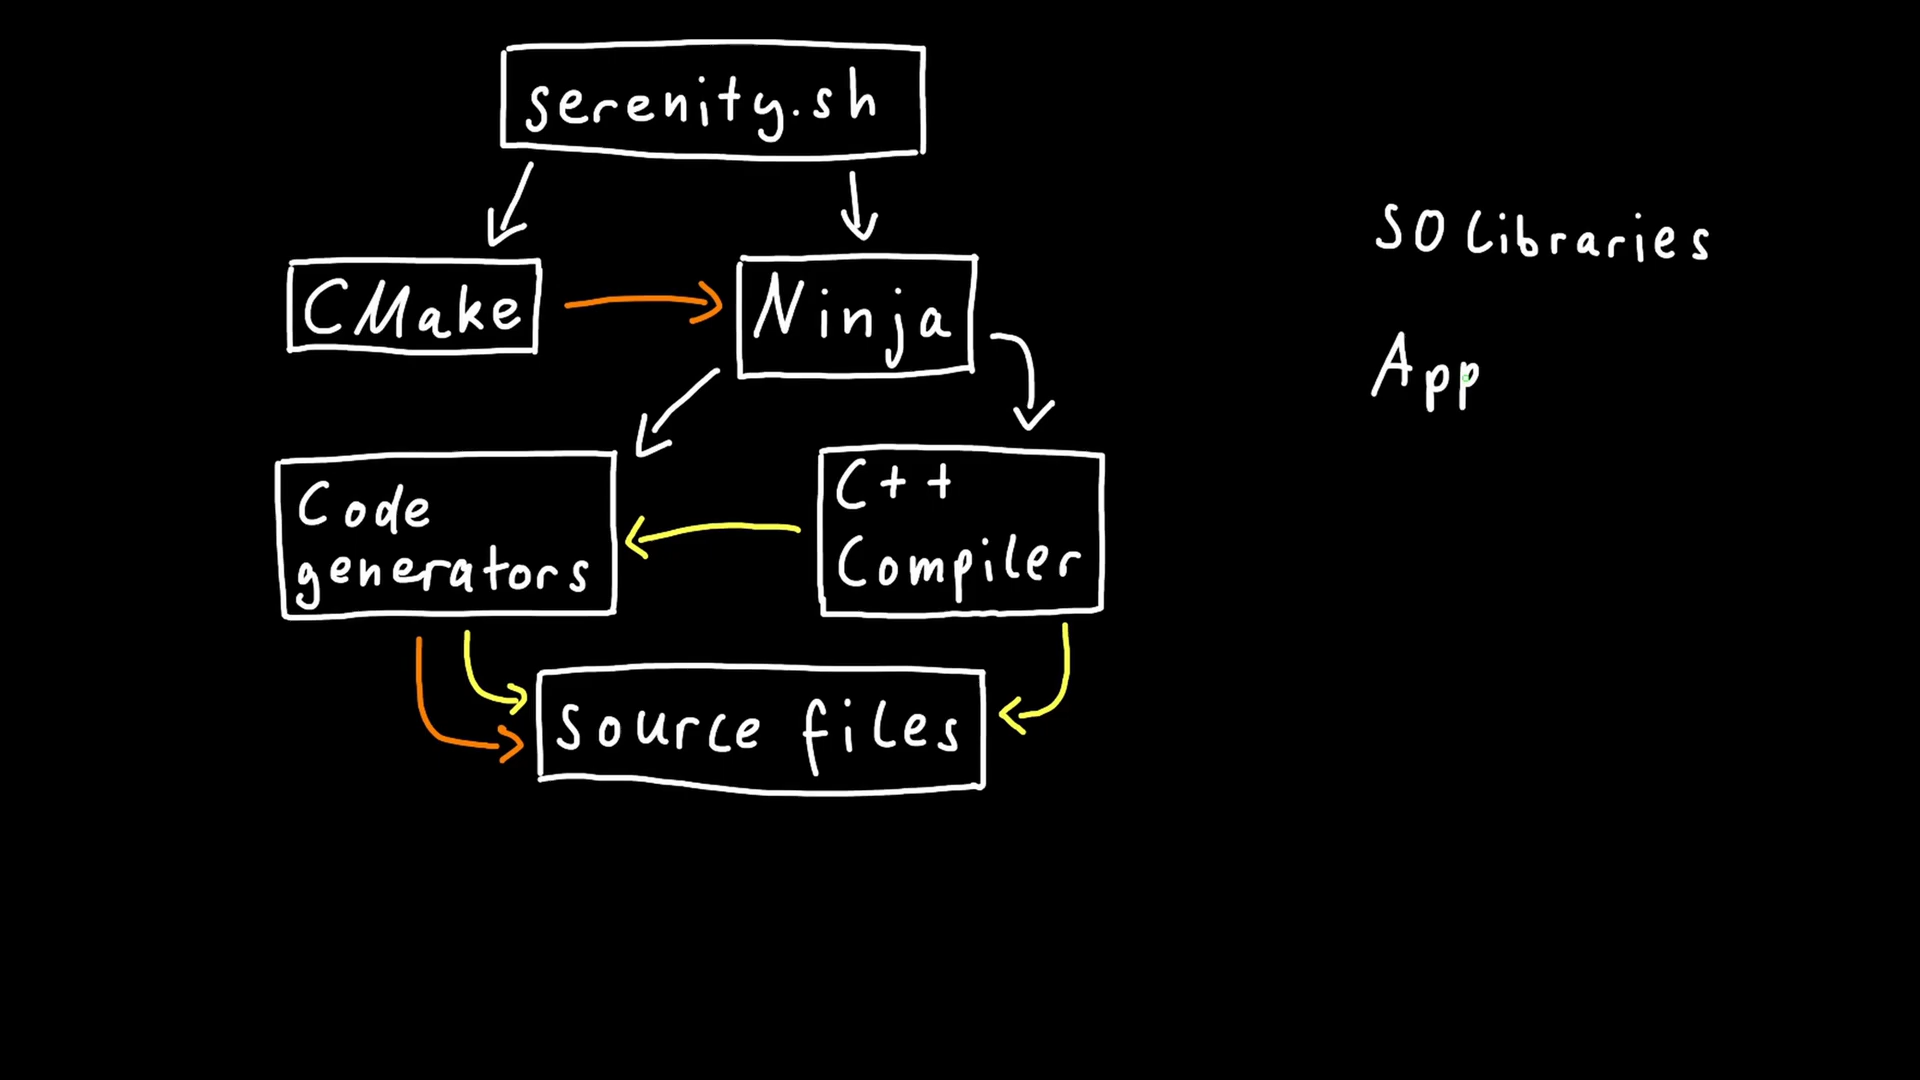 serenity.sh
CMake
Ninja
Code
generators
C++
Compiler
Source files
SO Libraries
App